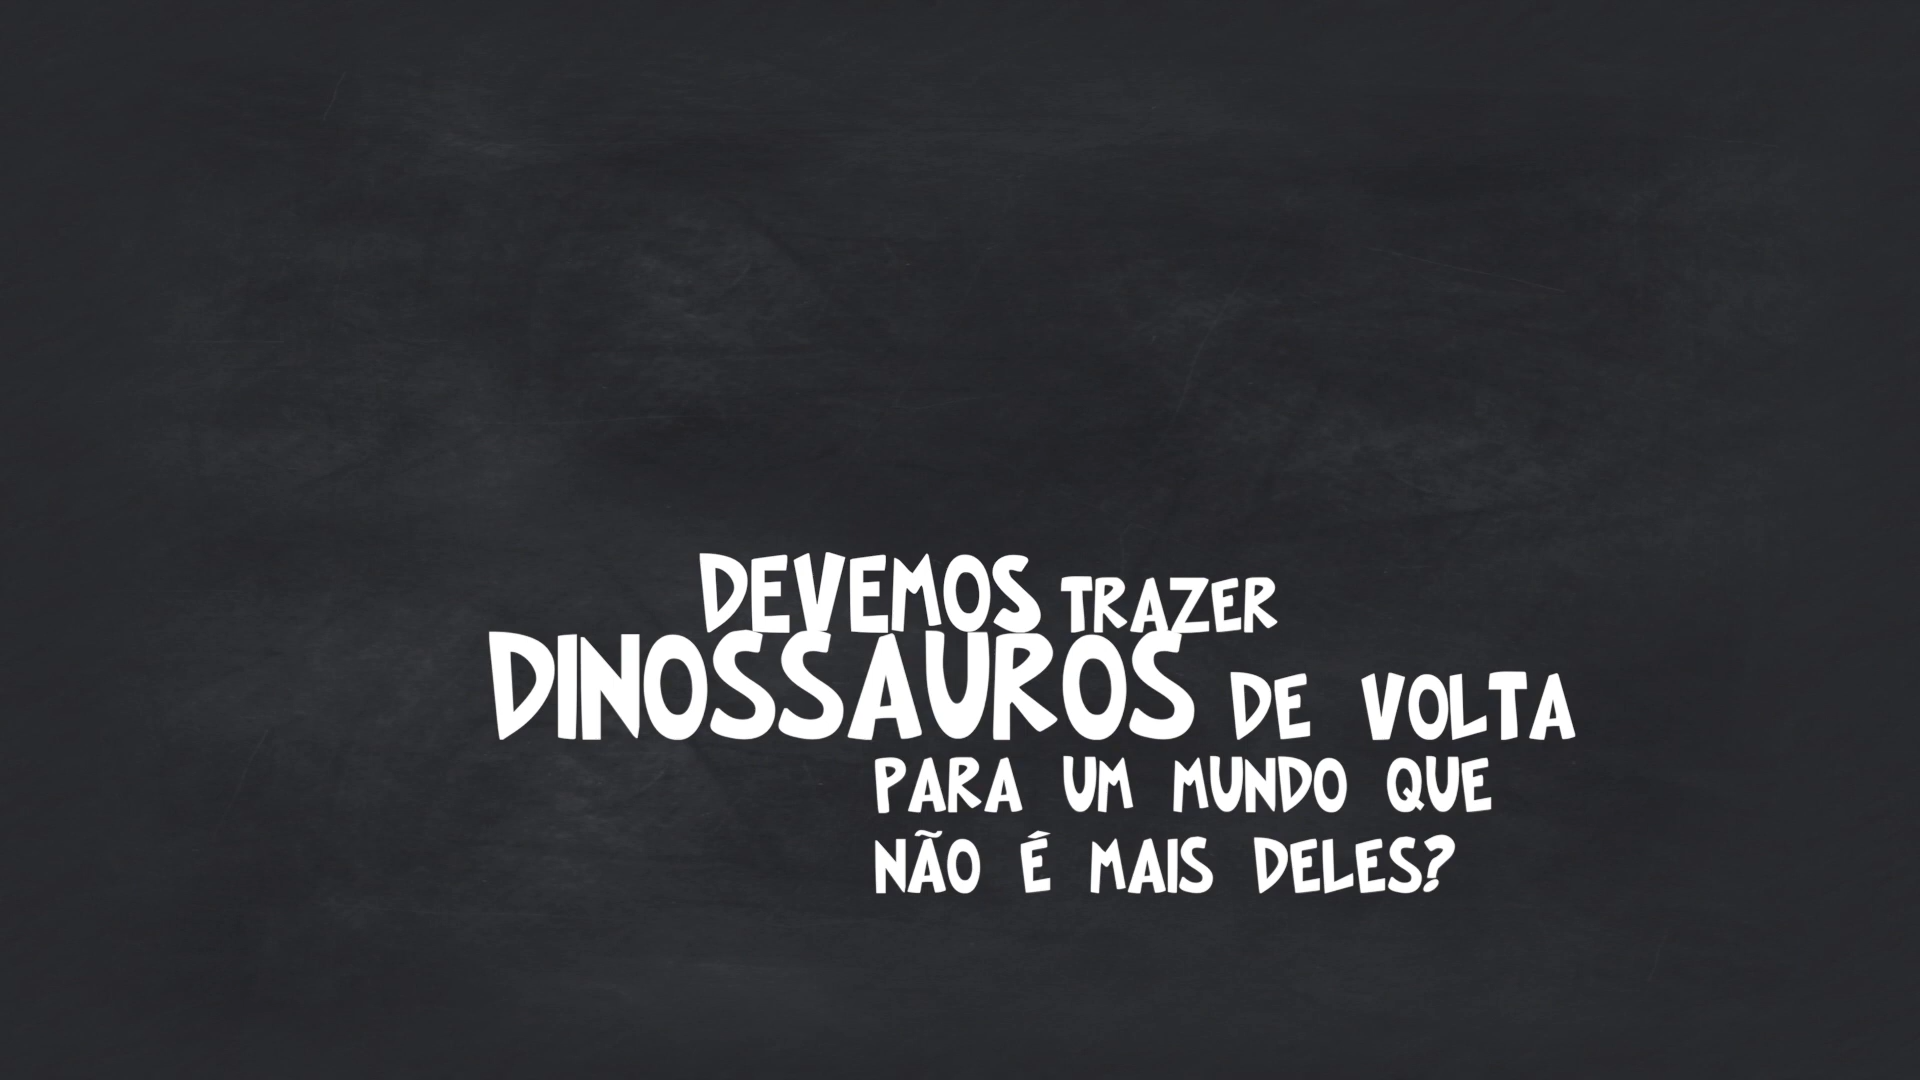 DEVEMOS TRAZER
DINOSSAUROS DE VOLTA
PARA UM MUNDO QUE
NÃO É MAIS DELES?